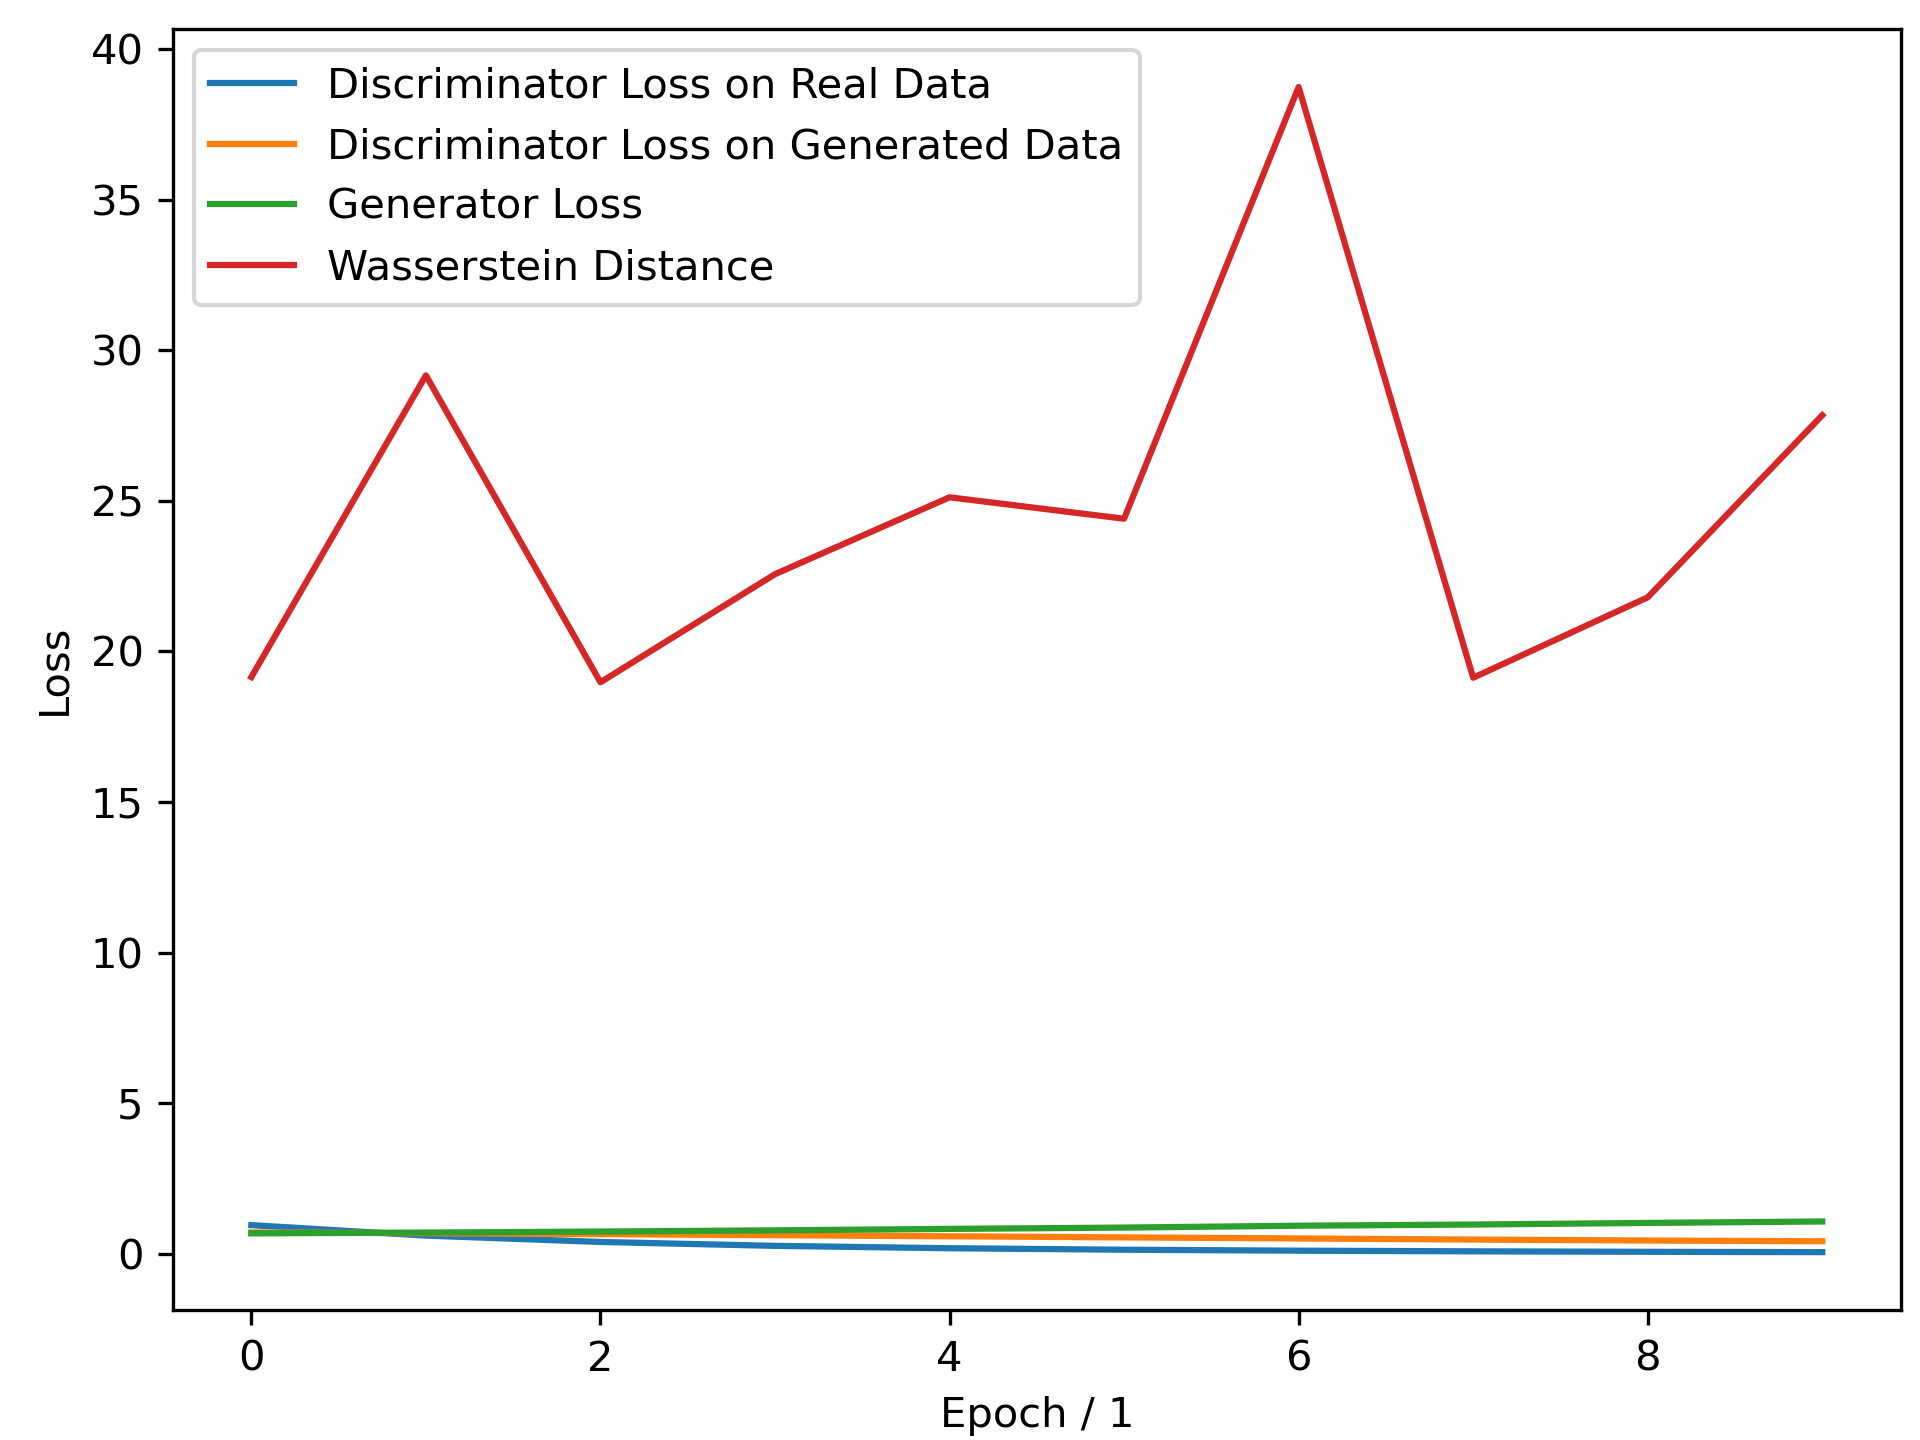 40
35
30
25
20
15
10
5
0
Loss
Discriminator Loss on Real Data
Discriminator Loss on Generated Data
Generator Loss
Wasserstein Distance
0 2 4 6 8
Epoch / 1